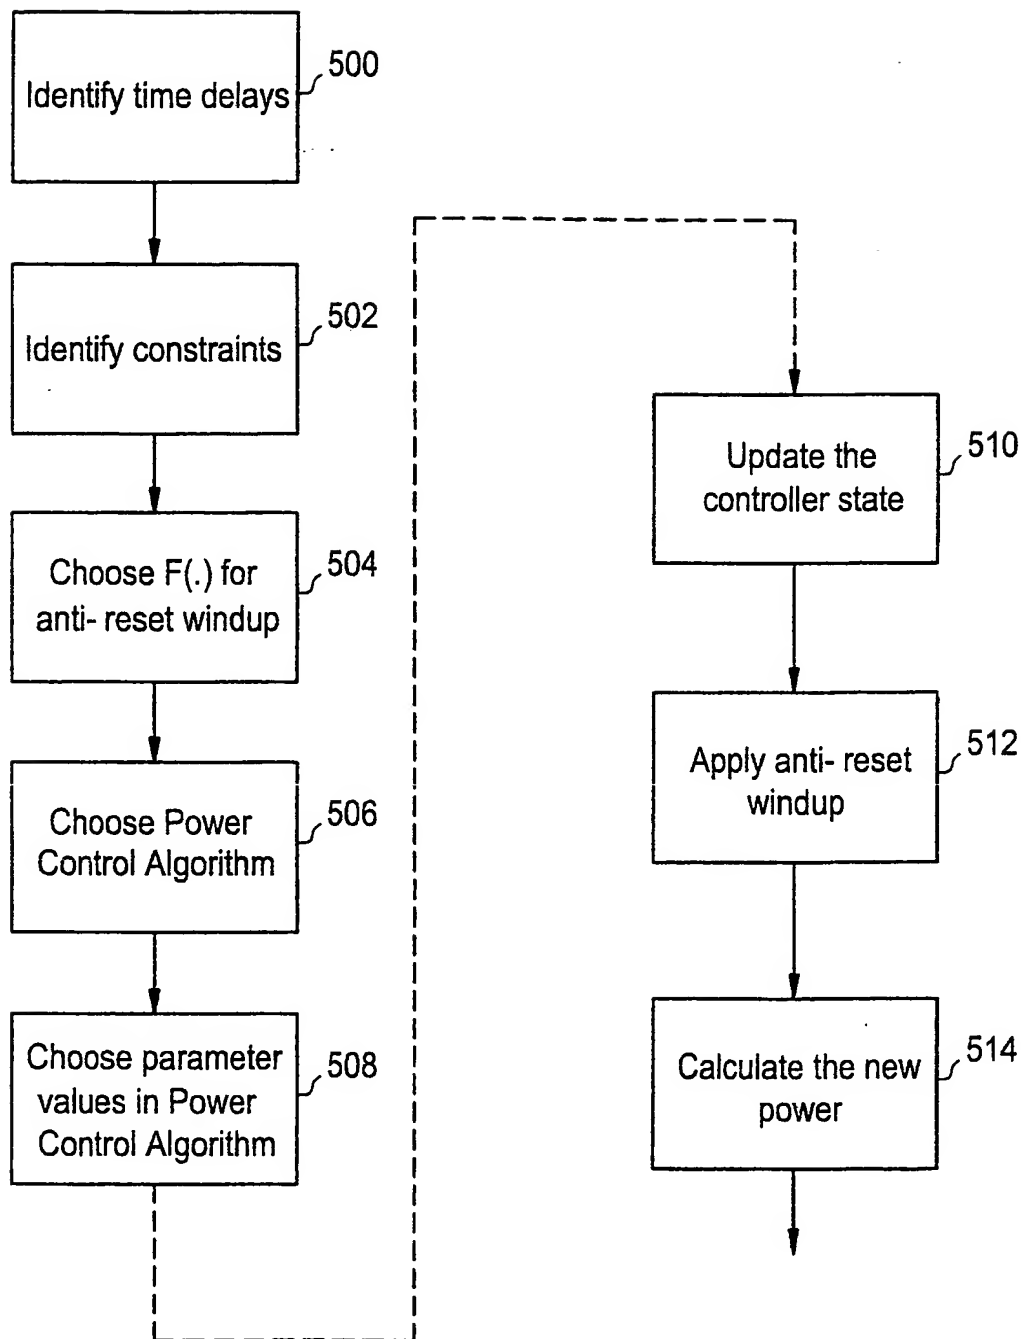 Identify time delays
500
Identify constraints
502
Choose F(.) for
anti- reset windup
504
Choose Power
Control Algorithm
506
Choose parameter
values in Power
Control Algorithm
508
Update the
controller state
510
Apply anti- reset
windup
512
Calculate the new
power
514